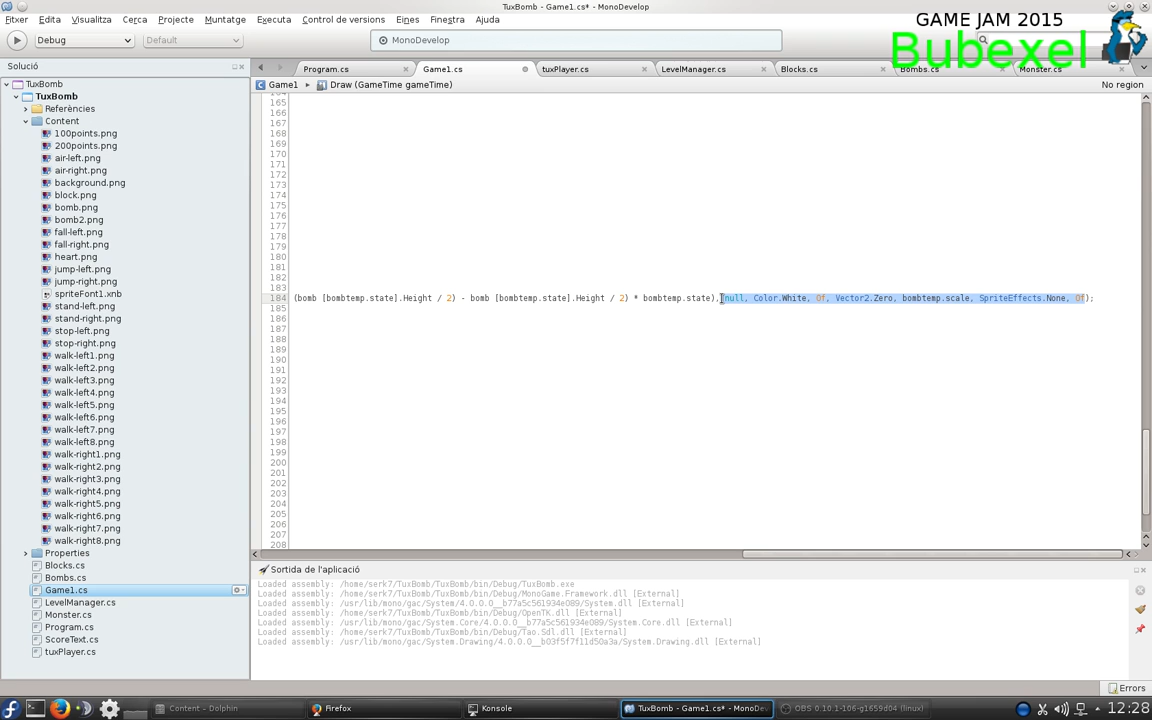 TuxBomb - Game1.cs* - MonoDevelop
Fitxer Edita Visualitza Cerca Projecte Muntatge Executa Control de versions Eines Finestra Ajuda
GAME JAM 2015
Bubexel
Debug Default MonoDevelop
Solució
Program.cs Game1.cs tuxPlayer.cs LevelManager.cs Blocks.cs Bombs.cs Monster.cs
Game1 Draw (GameTime gameTime) No region
TuxBomb
TuxBomb
Referències
Content
100points.png
200points.png
air-left.png
air-right.png
background.png
block.png
bomb.png
bomb2.png
fall-left.png
fall-right.png
heart.png
jump-left.png
jump-right.png
spriteFont1.xnb
stand-left.png
stand-right.png
stop-left.png
stop-right.png
walk-left1.png
walk-left2.png
walk-left3.png
walk-left4.png
walk-left5.png
walk-left6.png
walk-left7.png
walk-left8.png
walk-right1.png
walk-right2.png
walk-right3.png
walk-right4.png
walk-right5.png
walk-right6.png
walk-right7.png
walk-right8.png
Properties
Blocks.cs
Bombs.cs
Game1.cs
LevelManager.cs
Monster.cs
Program.cs
ScoreText.cs
tuxPlayer.cs
164
165
166
167
168
169
170
171
172
173
174
175
176
177
178
179
180
181
182
183
184 (bomb [bombtemp.state].Height / 2) - bomb [bombtemp.state].Height / 2) * bombtemp.state), null, Color.White, 0f, Vector2.Zero, bombtemp.scale, SpriteEffects.None, 0f);
185
186
187
188
189
190
191
192
193
194
195
196
197
198
199
200
201
202
203
204
205
206
207
208
Sortida de l'aplicació
Loaded assembly: /home/serk7/TuxBomb/TuxBomb/bin/Debug/TuxBomb.exe
Loaded assembly: /home/serk7/TuxBomb/TuxBomb/bin/Debug/MonoGame.Framework.dll [External]
Loaded assembly: /usr/lib/mono/gac/System/4.0.0.0__b77a5c561934e089/System.dll [External]
Loaded assembly: /home/serk7/TuxBomb/TuxBomb/bin/Debug/OpenTK.dll [External]
Loaded assembly: /usr/lib/mono/gac/System.Core/4.0.0.0__b77a5c561934e089/System.Core.dll [External]
Loaded assembly: /home/serk7/TuxBomb/TuxBomb/bin/Debug/Tao.Sdl.dll [External]
Loaded assembly: /usr/lib/mono/gac/System.Drawing/4.0.0.0__b03f5f7f11d50a3a/System.Drawing.dll [External]
Errors
Content – Dolphin Firefox Konsole TuxBomb - Game1.cs* - MonoDev OBS 0.10.1-106-g1659d04 (linux) 12:28